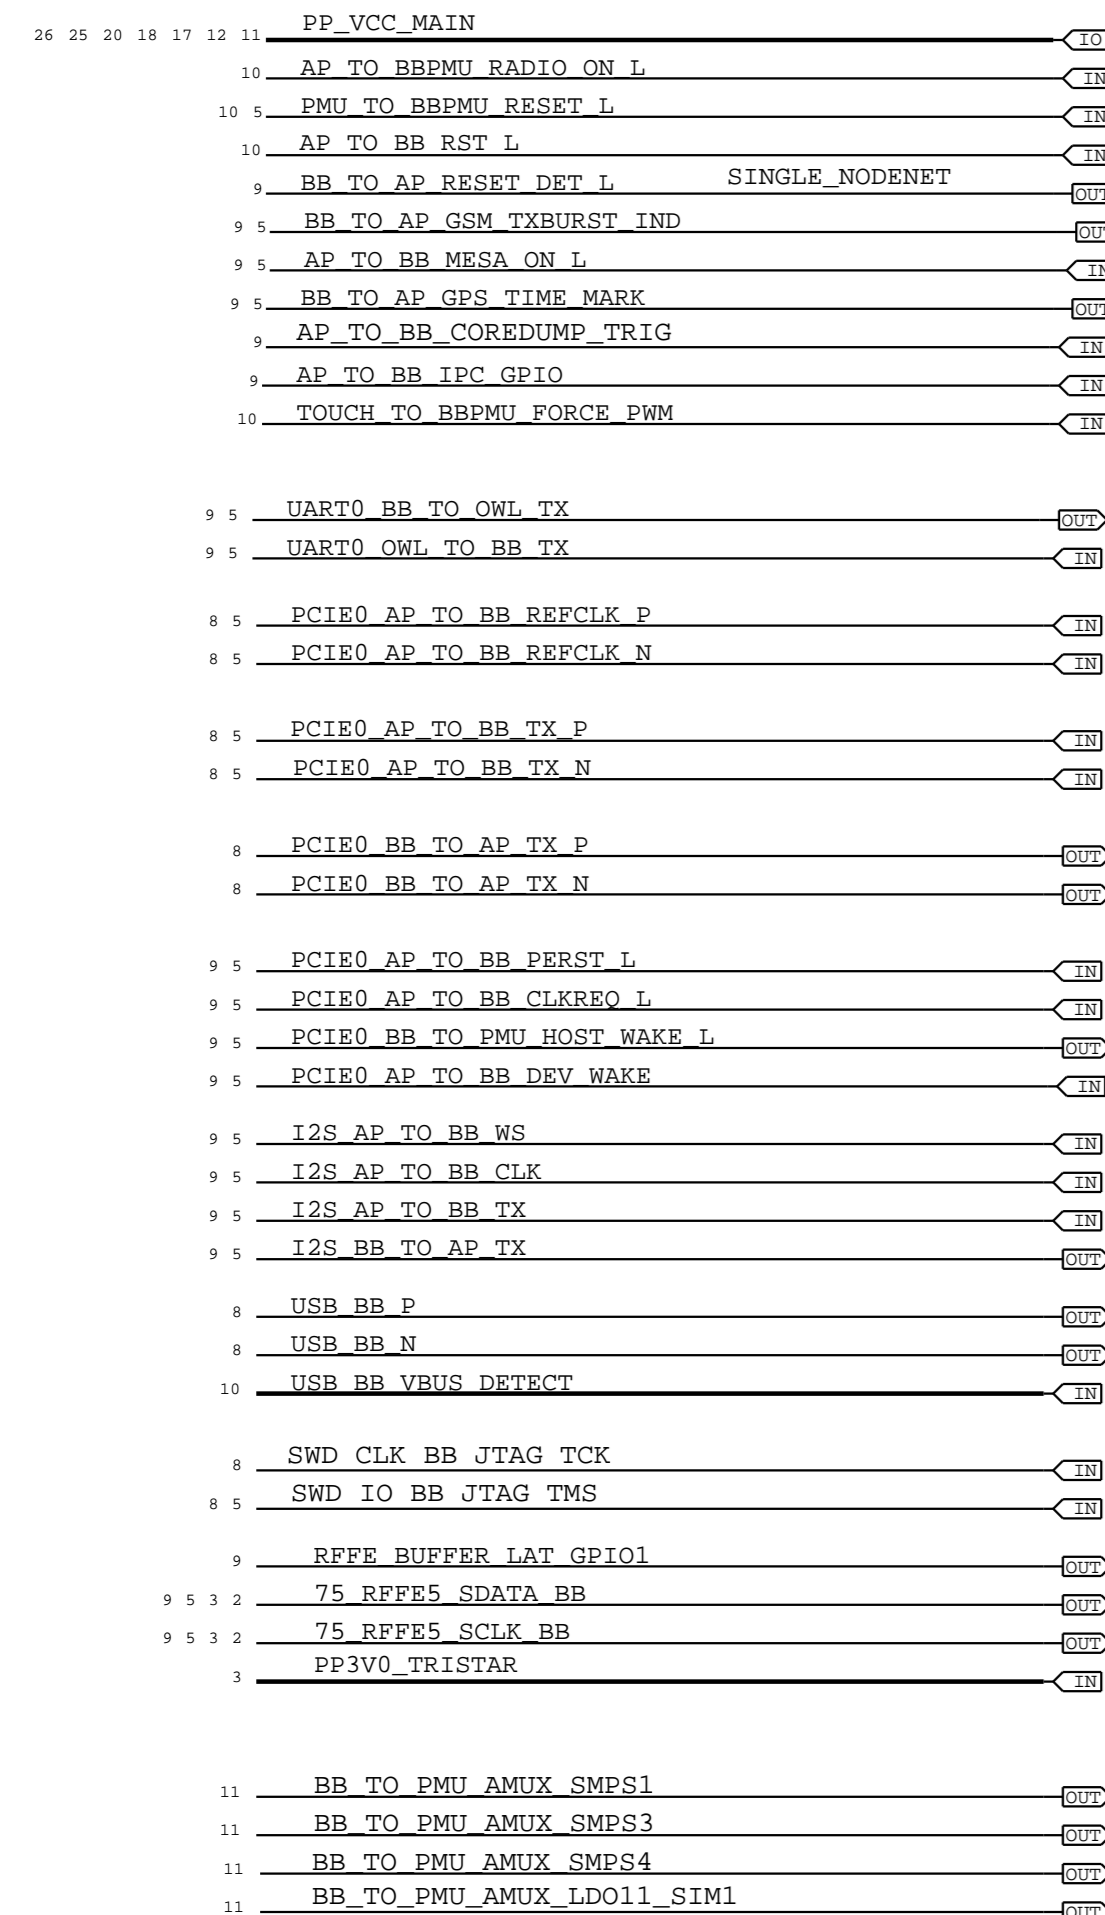 26 25 20 18 17 12 11 PP_VCC_MAIN IO
10 AP_TO_BBPMU_RADIO_ON_L IN
10 5 PMU_TO_BBPMU_RESET_L IN
10 AP_TO_BB_RST_L IN
9 BB_TO_AP_RESET_DET_L SINGLE_NODENET OUT
9 5 BB_TO_AP_GSM_TXBURST_IND OUT
9 5 AP_TO_BB_MESA_ON_L IN
9 5 BB_TO_AP_GPS_TIME_MARK OUT
9 AP_TO_BB_COREDUMP_TRIG IN
9 AP_TO_BB_IPC_GPIO IN
10 TOUCH_TO_BBPMU_FORCE_PWM IN
9 5 UART0_BB_TO_OWL_TX OUT
9 5 UART0_OWL_TO_BB_TX IN
8 5 PCIE0_AP_TO_BB_REFCLK_P IN
8 5 PCIE0_AP_TO_BB_REFCLK_N IN
8 5 PCIE0_AP_TO_BB_TX_P IN
8 5 PCIE0_AP_TO_BB_TX_N IN
8 PCIE0_BB_TO_AP_TX_P OUT
8 PCIE0_BB_TO_AP_TX_N OUT
9 5 PCIE0_AP_TO_BB_PERST_L IN
9 5 PCIE0_AP_TO_BB_CLKREQ_L IN
9 5 PCIE0_BB_TO_PMU_HOST_WAKE_L OUT
9 5 PCIE0_AP_TO_BB_DEV_WAKE IN
9 5 I2S_AP_TO_BB_WS IN
9 5 I2S_AP_TO_BB_CLK IN
9 5 I2S_AP_TO_BB_TX IN
9 5 I2S_BB_TO_AP_TX OUT
8 USB_BB_P OUT
8 USB_BB_N OUT
10 USB_BB_VBUS_DETECT IN
8 SWD_CLK_BB_JTAG_TCK IN
8 5 SWD_IO_BB_JTAG_TMS IN
9 RFFE_BUFFER_LAT_GPIO1 OUT
9 5 3 2 75_RFFE5_SDATA_BB OUT
9 5 3 2 75_RFFE5_SCLK_BB OUT
3 PP3V0_TRISTAR IN
11 BB_TO_PMU_AMUX_SMPS1 OUT
11 BB_TO_PMU_AMUX_SMPS3 OUT
11 BB_TO_PMU_AMUX_SMPS4 OUT
11 BB_TO_PMU_AMUX_LDO11_SIM1 OUT